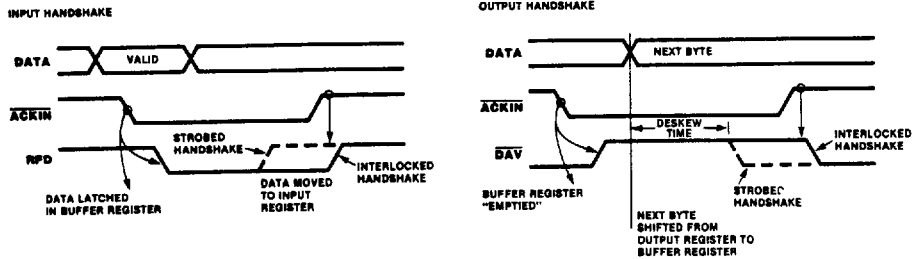 INPUT HANDSHAKE
DATA
VALID
ACKIN
RFD
STROBED
HANDSHAKE
INTERLOCKED
HANDSHAKE
DATA LATCHED
IN BUFFER REGISTER
DATA MOVED
TO INPUT
REGISTER
OUTPUT HANDSHAKE
DATA
NEXT BYTE
ACKIN
DESKEW
TIME
DAV
INTERLOCKED
HANDSHAKE
STROBED
HANDSHAKE
BUFFER REGISTER
"EMPTIED"
NEXT BYTE
SHIFTED FROM
OUTPUT REGISTER TO
BUFFER REGISTER